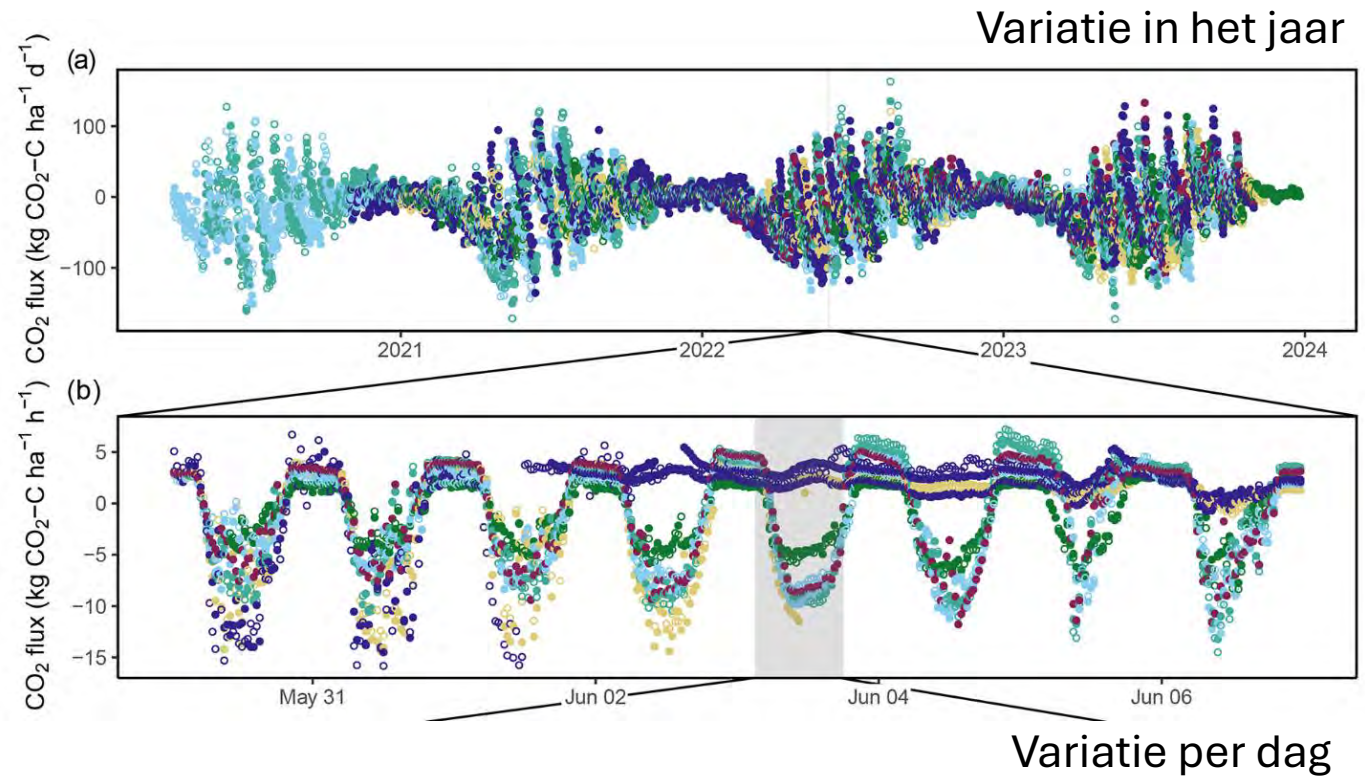 Variatie in het jaar
(a)
CO₂ flux (kg CO₂−C ha⁻¹ d⁻¹)
100
0
−100
2021
2022
2023
2024
(b)
CO₂ flux (kg CO₂−C ha⁻¹ h⁻¹)
5
0
−5
−10
−15
May 31
Jun 02
Jun 04
Jun 06
Variatie per dag